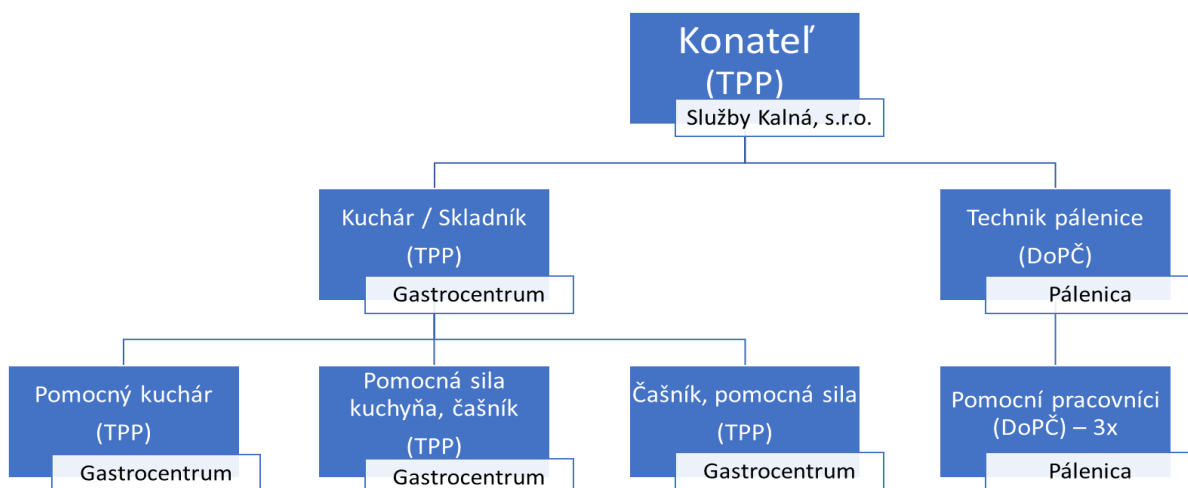 Konateľ
(TPP)
Služby Kalná, s.r.o.
Kuchár / Skladník
(TPP)
Gastrocentrum
Technik pálenice
(DoPČ)
Pálenica
Pomocný kuchár
(TPP)
Gastrocentrum
Pomocná sila
kuchyňa, čašník
(TPP)
Gastrocentrum
Čašník, pomocná sila
(TPP)
Gastrocentrum
Pomocní pracovníci
(DoPČ) – 3x
Pálenica